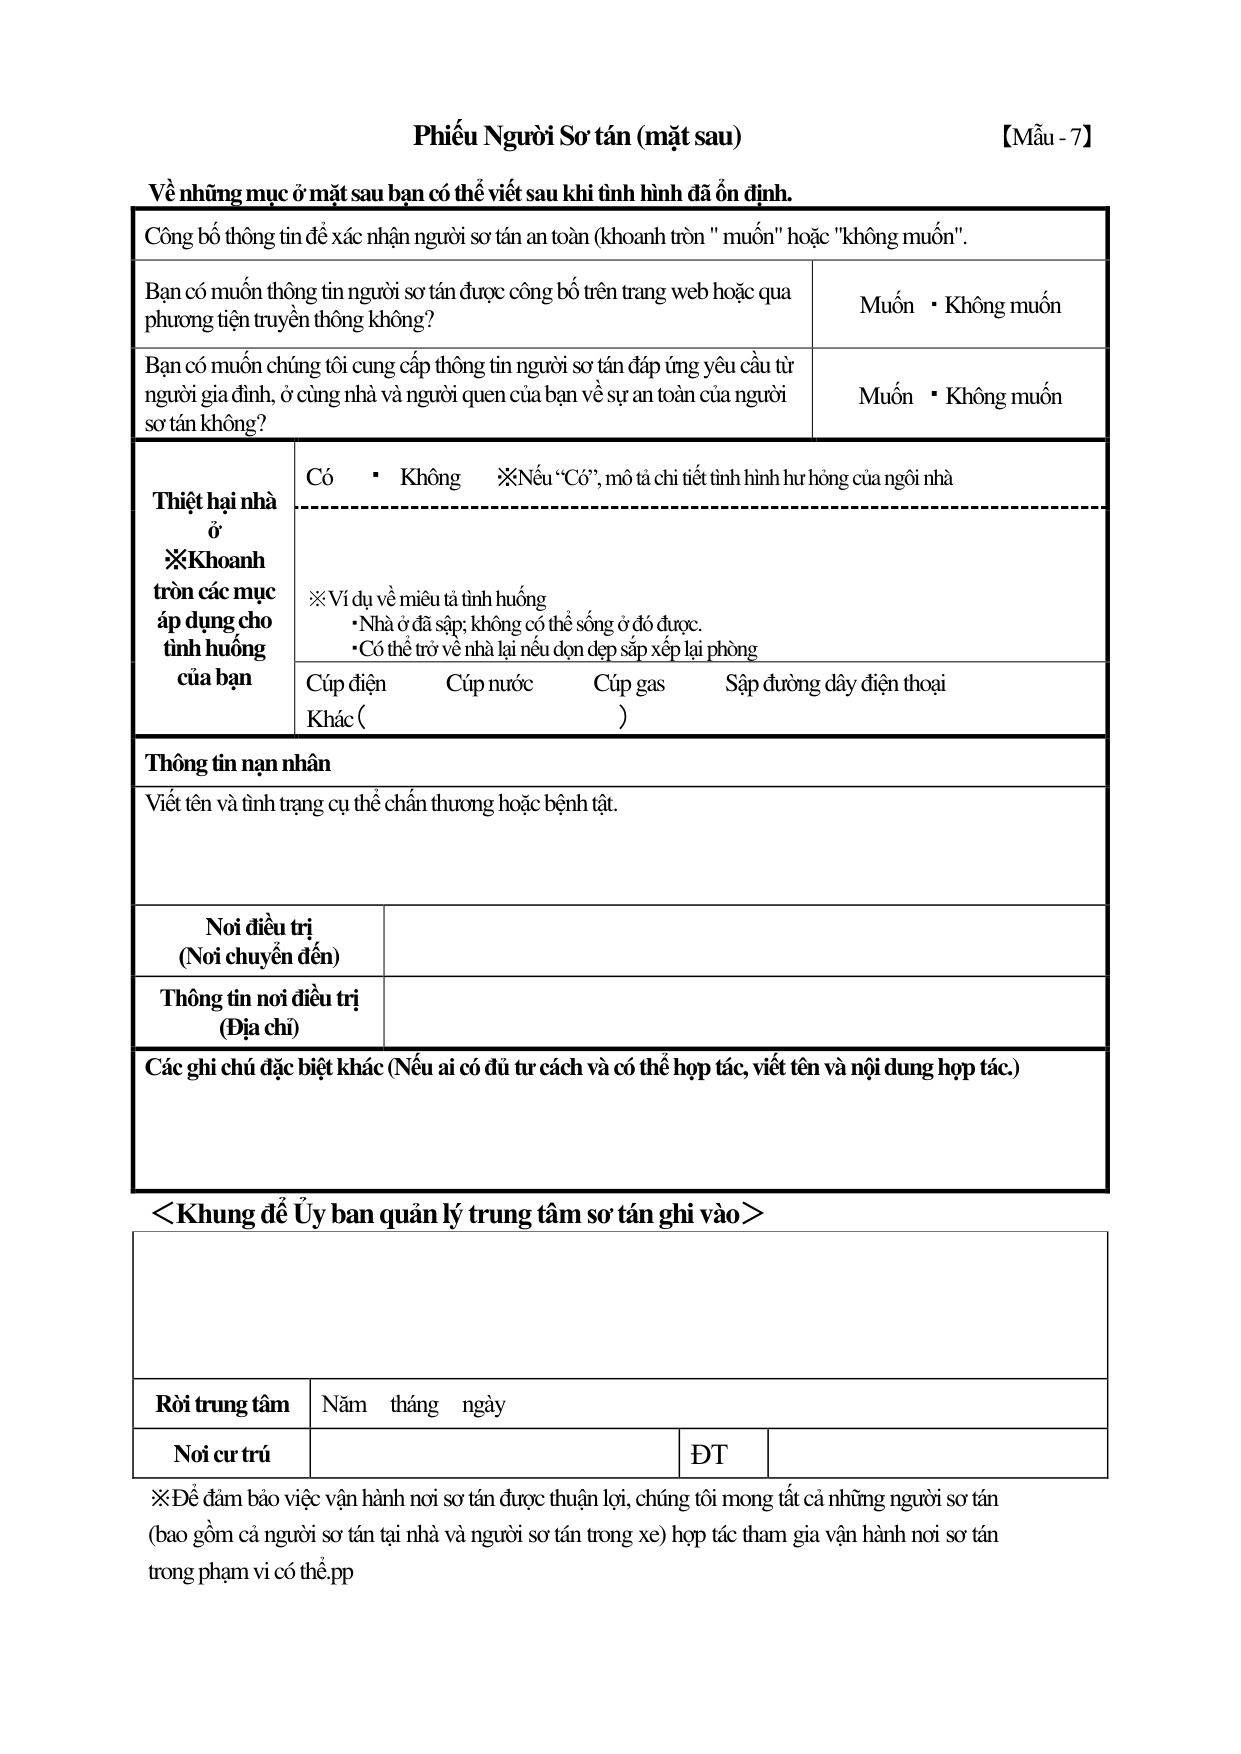 Phiếu Người Sơ tán (mặt sau) 【Mẫu - 7】
Về những mục ở mặt sau bạn có thể viết sau khi tình hình đã ổn định.
Công bố thông tin để xác nhận người sơ tán an toàn (khoanh tròn " muốn" hoặc "không muốn".
Bạn có muốn thông tin người sơ tán được công bố trên trang web hoặc qua
phương tiện truyền thông không?
Muốn ・Không muốn
Bạn có muốn chúng tôi cung cấp thông tin người sơ tán đáp ứng yêu cầu từ
người gia đình, ở cùng nhà và người quen của bạn về sự an toàn của người
sơ tán không?
Muốn ・Không muốn
Thiệt hại nhà
ở
※Khoanh
tròn các mục
áp dụng cho
tình huống
của bạn
Có ・ Không ※Nếu “Có”, mô tả chi tiết tình hình hư hỏng của ngôi nhà
※Ví dụ về miêu tả tình huống
・Nhà ở đã sập; không có thể sống ở đó được.
・Có thể trở về nhà lại nếu dọn dẹp sắp xếp lại phòng
Cúp điện Cúp nước Cúp gas Sập đường dây điện thoại
Khác( )
Thông tin nạn nhân
Viết tên và tình trạng cụ thể chấn thương hoặc bệnh tật.
Nơi điều trị
(Nơi chuyển đến)
Thông tin nơi điều trị
(Địa chỉ)
Các ghi chú đặc biệt khác (Nếu ai có đủ tư cách và có thể hợp tác, viết tên và nội dung hợp tác.)
＜Khung để Ủy ban quản lý trung tâm sơ tán ghi vào＞
Rời trung tâm Năm tháng ngày
Nơi cư trú ĐT
※Để đảm bảo việc vận hành nơi sơ tán được thuận lợi, chúng tôi mong tất cả những người sơ tán
(bao gồm cả người sơ tán tại nhà và người sơ tán trong xe) hợp tác tham gia vận hành nơi sơ tán
trong phạm vi có thể.pp